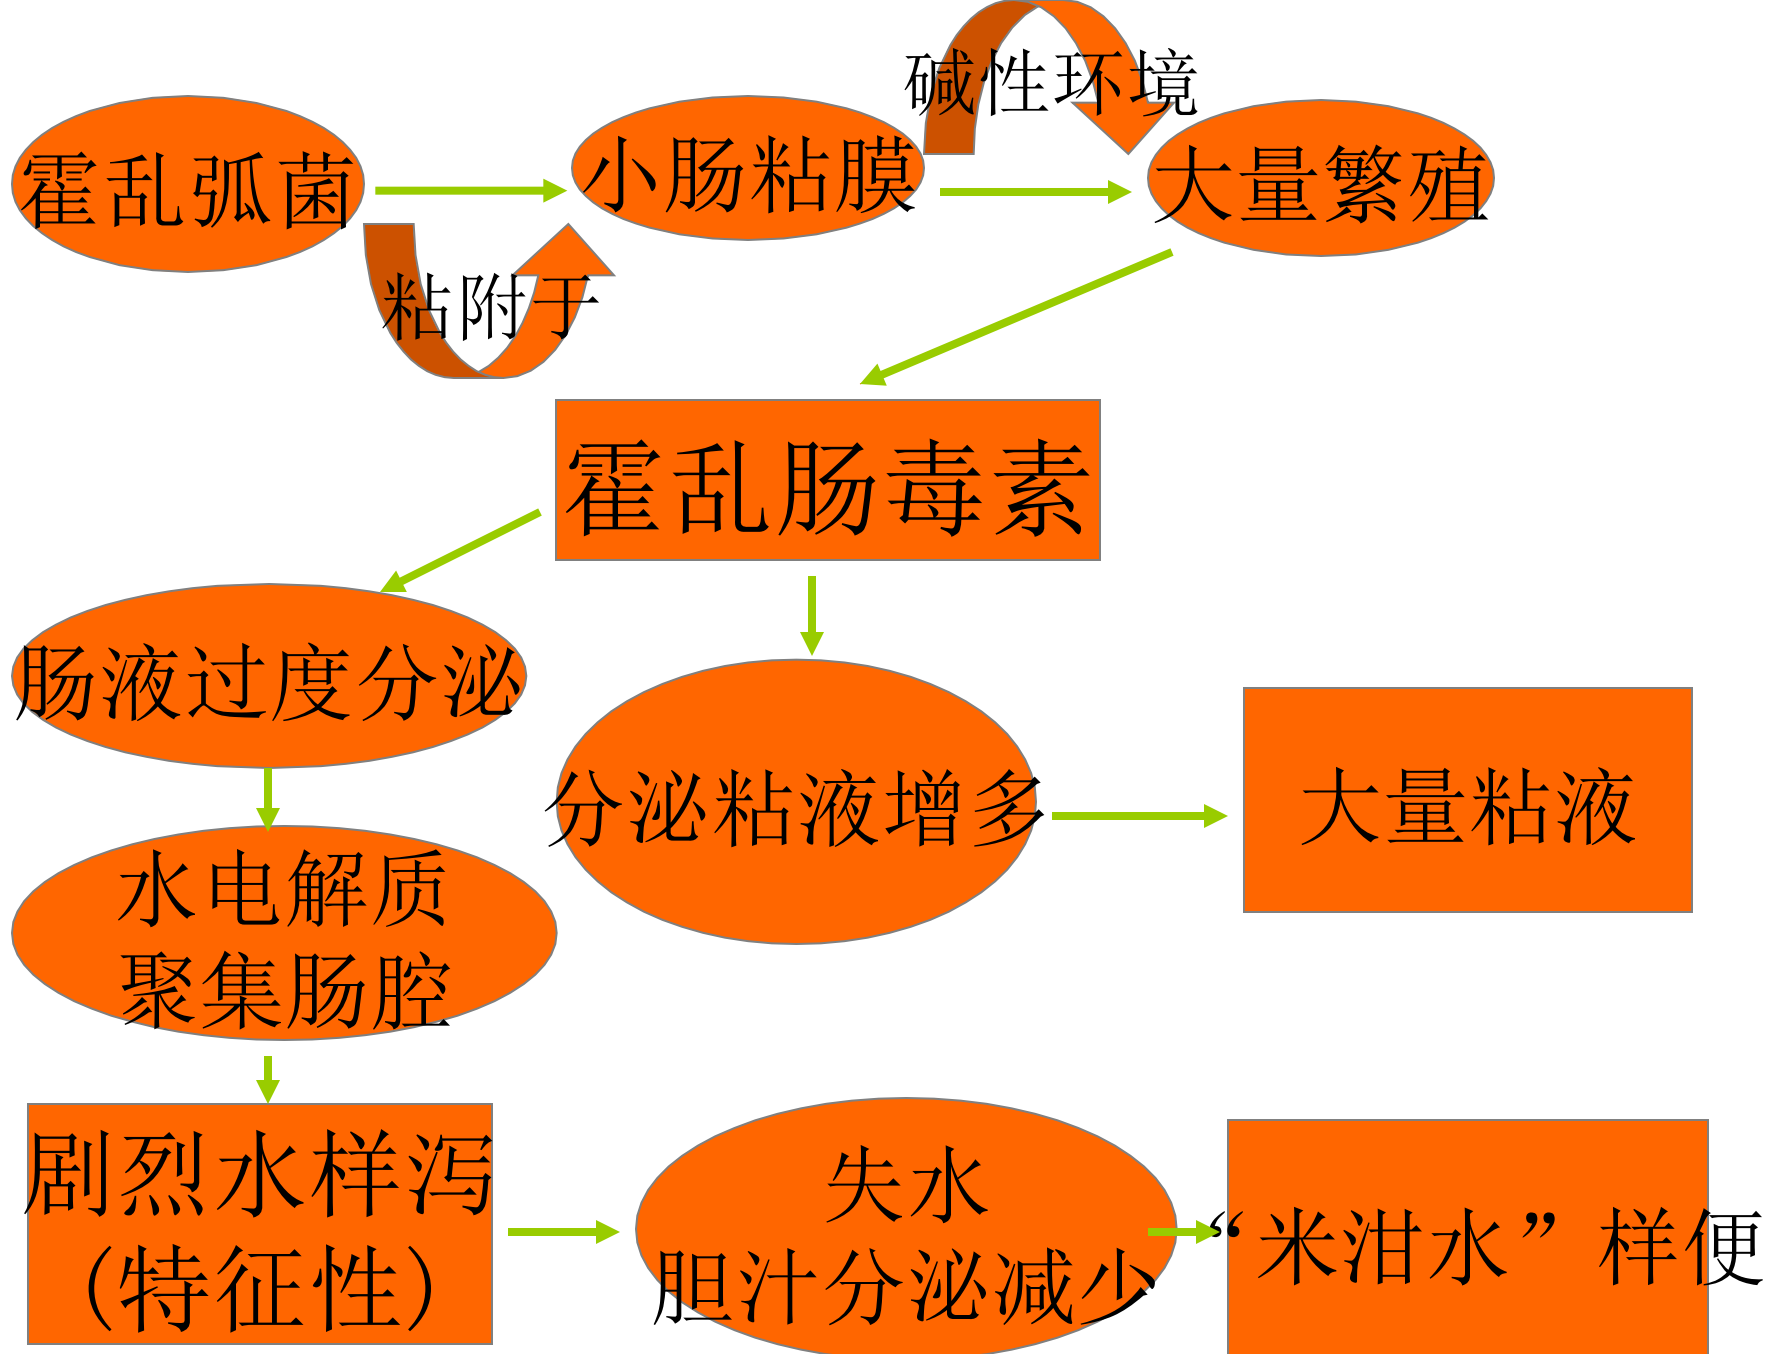 碱性环境
霍乱弧菌
小肠粘膜
大量繁殖
粘附于
霍乱肠毒素
肠液过度分泌
分泌粘液增多
大量粘液
水电解质
聚集肠腔
剧烈水样泻
(特征性)
失水
胆汁分泌减少
“米泔水”样便